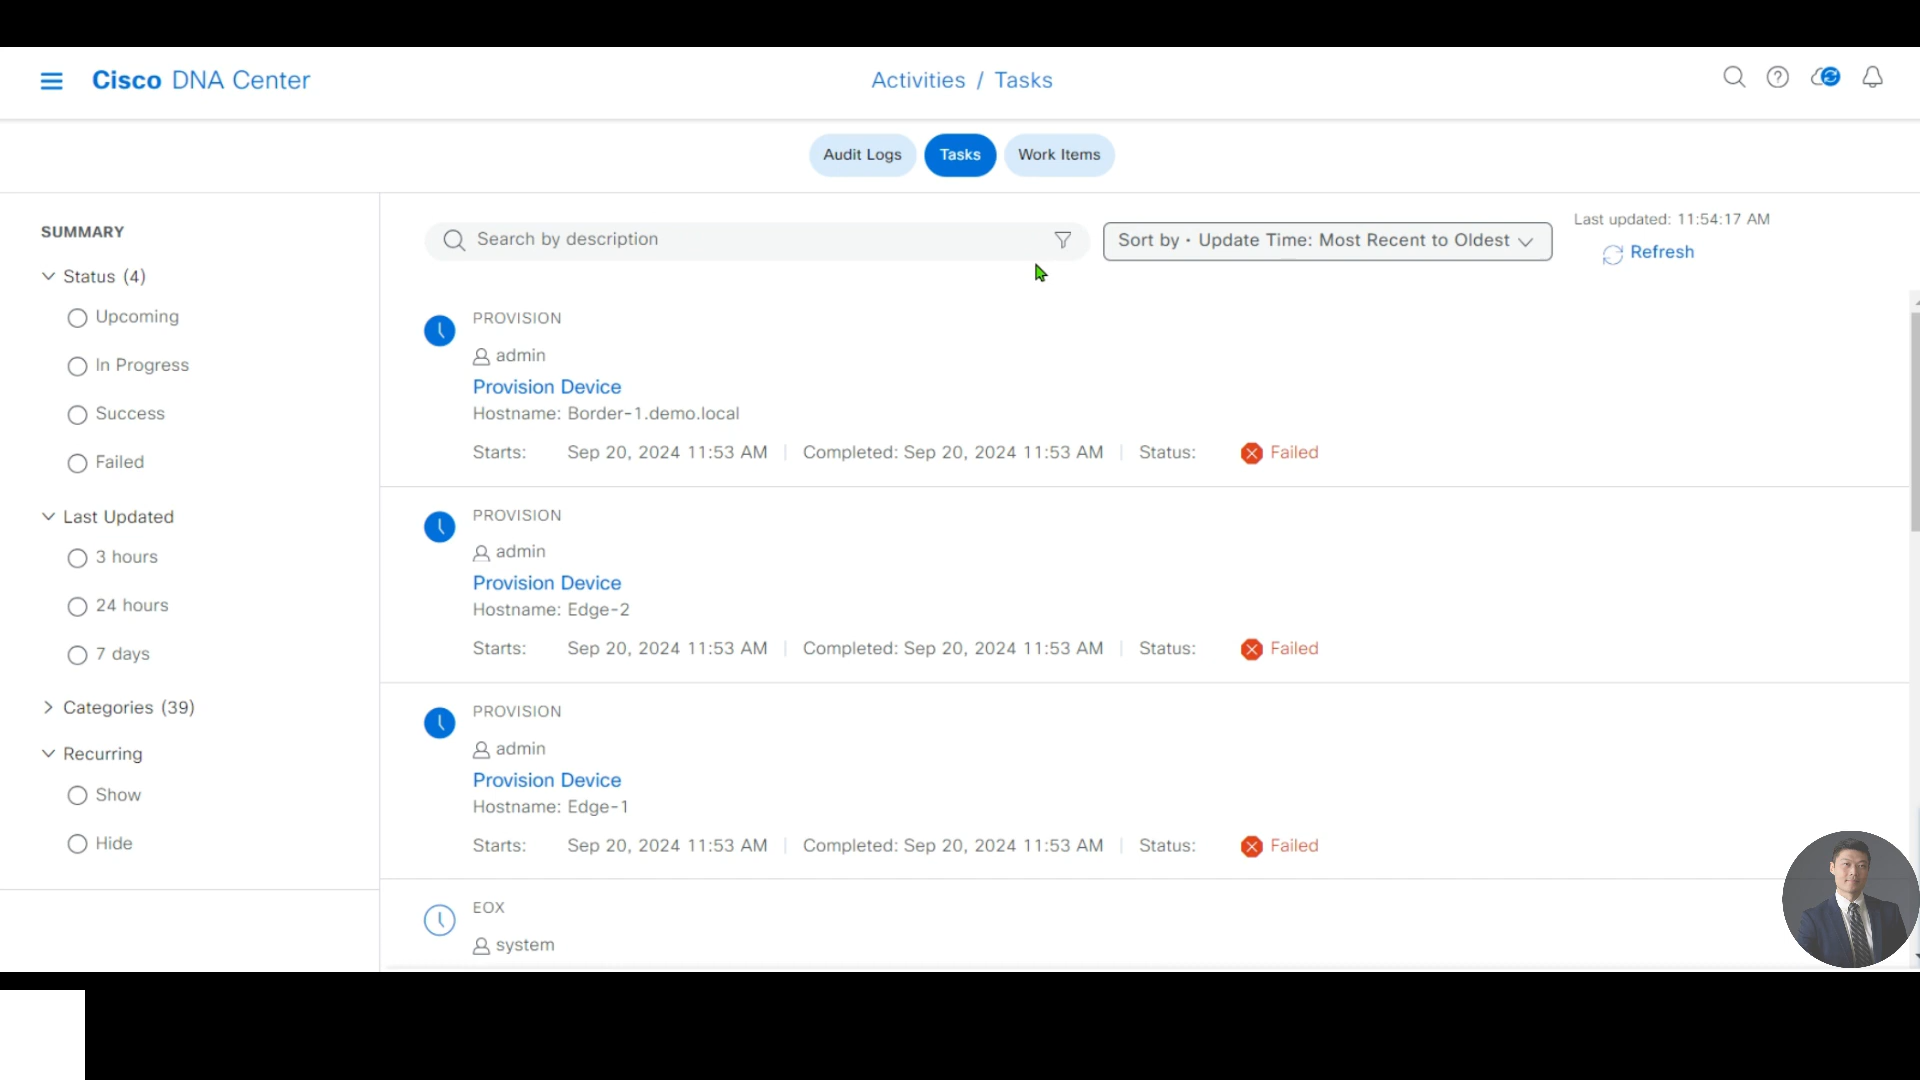 Cisco DNA Center
Activities / Tasks
Audit Logs
Tasks
Work Items
SUMMARY
Status (4)
Upcoming
In Progress
Success
Failed
Last Updated
3 hours
24 hours
7 days
Categories (39)
Recurring
Show
Hide
Search by description
Sort by • Update Time: Most Recent to Oldest
Last updated: 11:54:17 AM
Refresh
PROVISION
admin
Provision Device
Hostname: Border-1.demo.local
Starts: Sep 20, 2024 11:53 AM | Completed: Sep 20, 2024 11:53 AM | Status: Failed
PROVISION
admin
Provision Device
Hostname: Edge-2
Starts: Sep 20, 2024 11:53 AM | Completed: Sep 20, 2024 11:53 AM | Status: Failed
PROVISION
admin
Provision Device
Hostname: Edge-1
Starts: Sep 20, 2024 11:53 AM | Completed: Sep 20, 2024 11:53 AM | Status: Failed
EOX
system